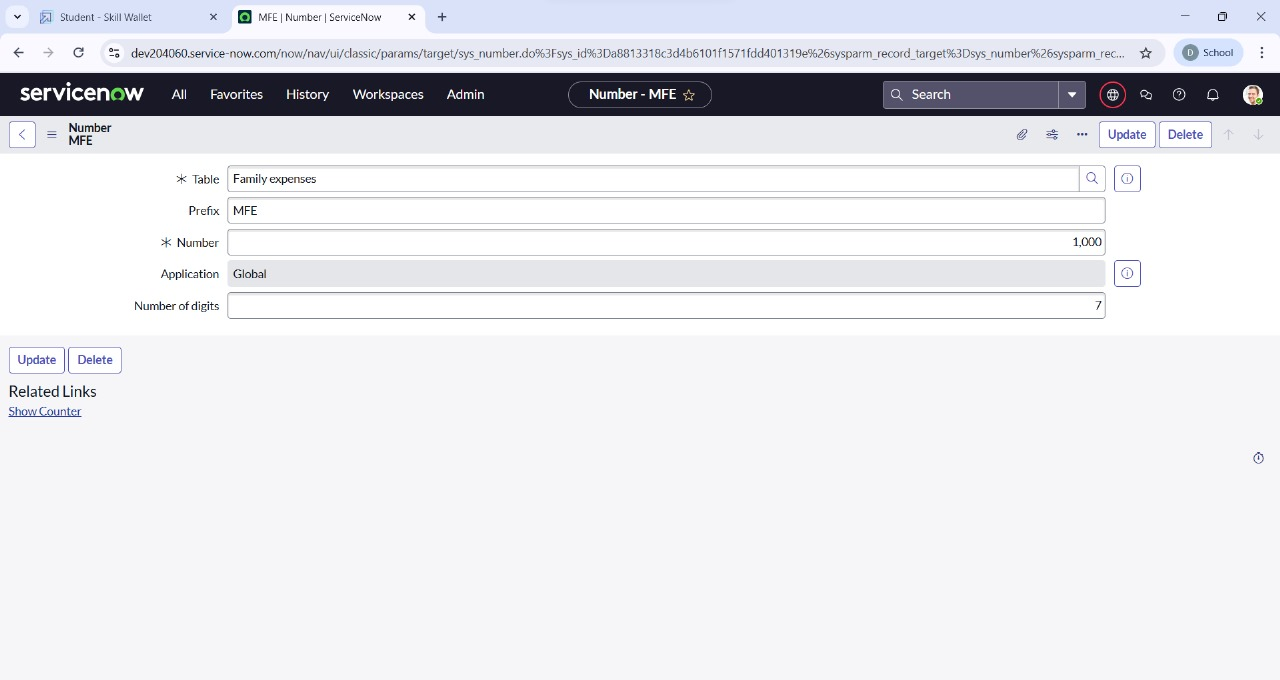 Student - Skill Wallet
MFE | Number | ServiceNow
dev204060.service-now.com/now/nav/ui/classic/params/target/sys_number.do%3Fsys_id%3Da8813318c3d4b6101f1571fdd401319e%26sysparm_record_target%3Dsys_number%26sysparm_rec...
D School
servicenow All Favorites History Workspaces Admin Number - MFE Search
Number
MFE
Update Delete
Table Family expenses
Prefix MFE
Number 1,000
Application Global
Number of digits 7
Update Delete
Related Links
Show Counter